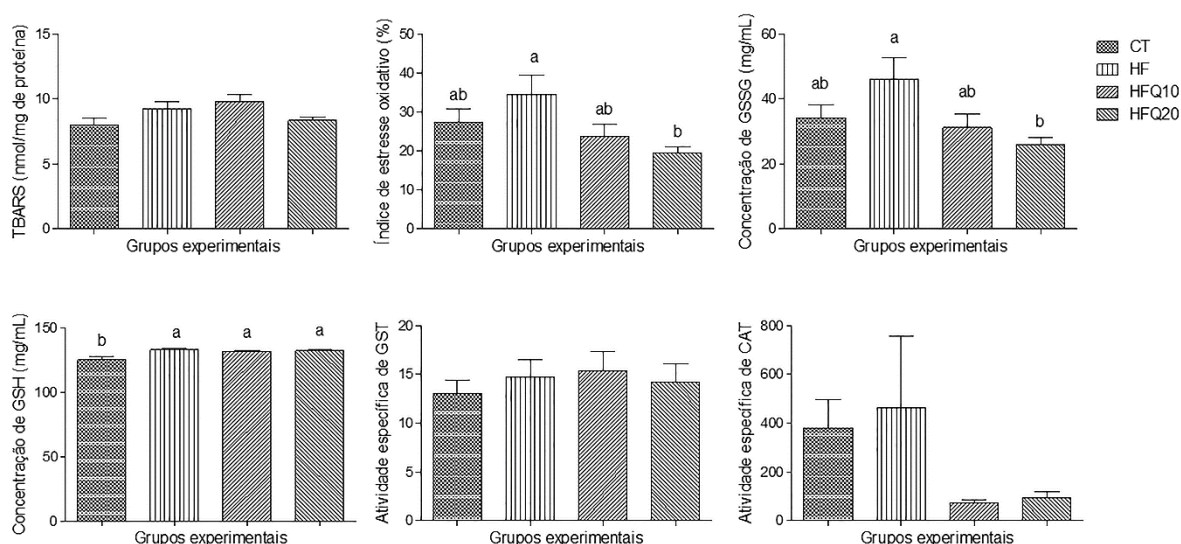 TBARS (nmol/mg de proteína)
15
10
5
0
Grupos experimentais
Índice de estresse oxidativo (%)
50
40
30
20
10
0
ab
a
ab
b
Grupos experimentais
Concentração de GSSG (mg/mL)
60
40
20
0
ab
a
ab
b
Grupos experimentais
CT
HF
HFQ10
HFQ20
Concentração de GSH (mg/mL)
150
100
50
0
b
a
a
a
Grupos experimentais
Atividade específica de GST
20
15
10
5
0
Grupos experimentais
Atividade específica de CAT
800
600
400
200
0
Grupos experimentais